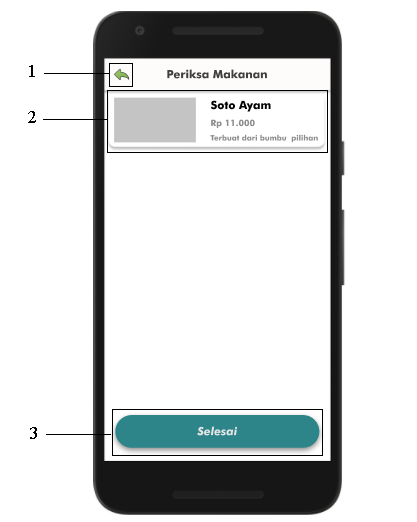 1
Periksa Makanan
2
Soto Ayam
Rp 11.000
Terbuat dari bumbu pilihan
3
Selesai